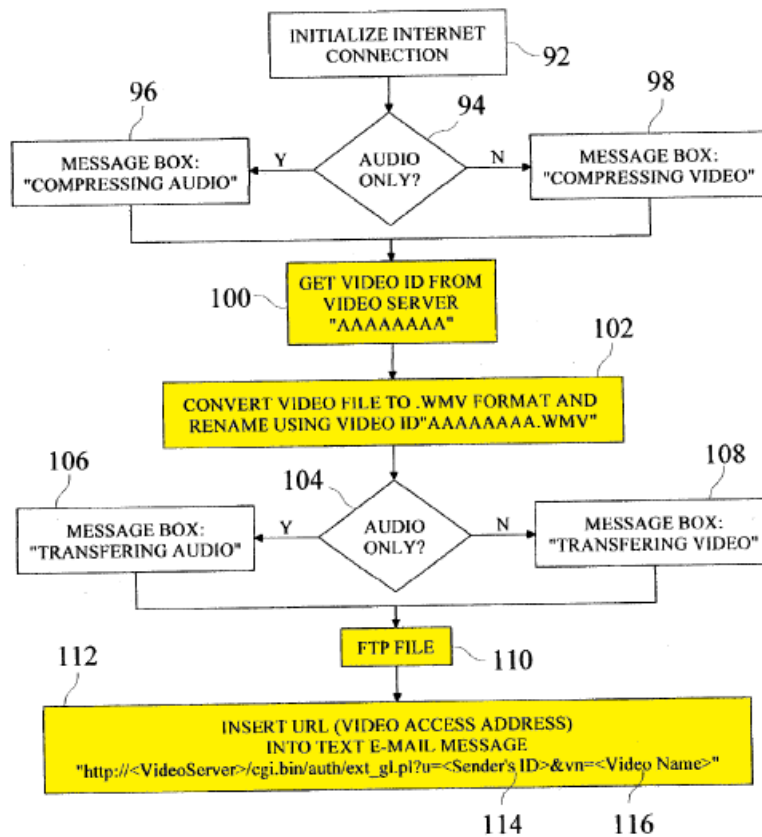 INITIALIZE INTERNET
CONNECTION
92
96
94
98
MESSAGE BOX:
"COMPRESSING AUDIO"
Y
AUDIO
ONLY?
N
MESSAGE BOX:
"COMPRESSING VIDEO"
100
GET VIDEO ID FROM
VIDEO SERVER
"AAAAAAAA"
102
CONVERT VIDEO FILE TO .WMV FORMAT AND
RENAME USING VIDEO ID"AAAAAAAA.WMV"
106
104
108
MESSAGE BOX:
"TRANSFERING AUDIO"
Y
AUDIO
ONLY?
N
MESSAGE BOX:
"TRANSFERING VIDEO"
FTP FILE
110
112
INSERT URL (VIDEO ACCESS ADDRESS)
INTO TEXT E-MAIL MESSAGE
"http://<VideoServer>/cgi.bin/auth/ext_gl.pl?u=<Sender's ID>&vn=<Video Name>"
114
116